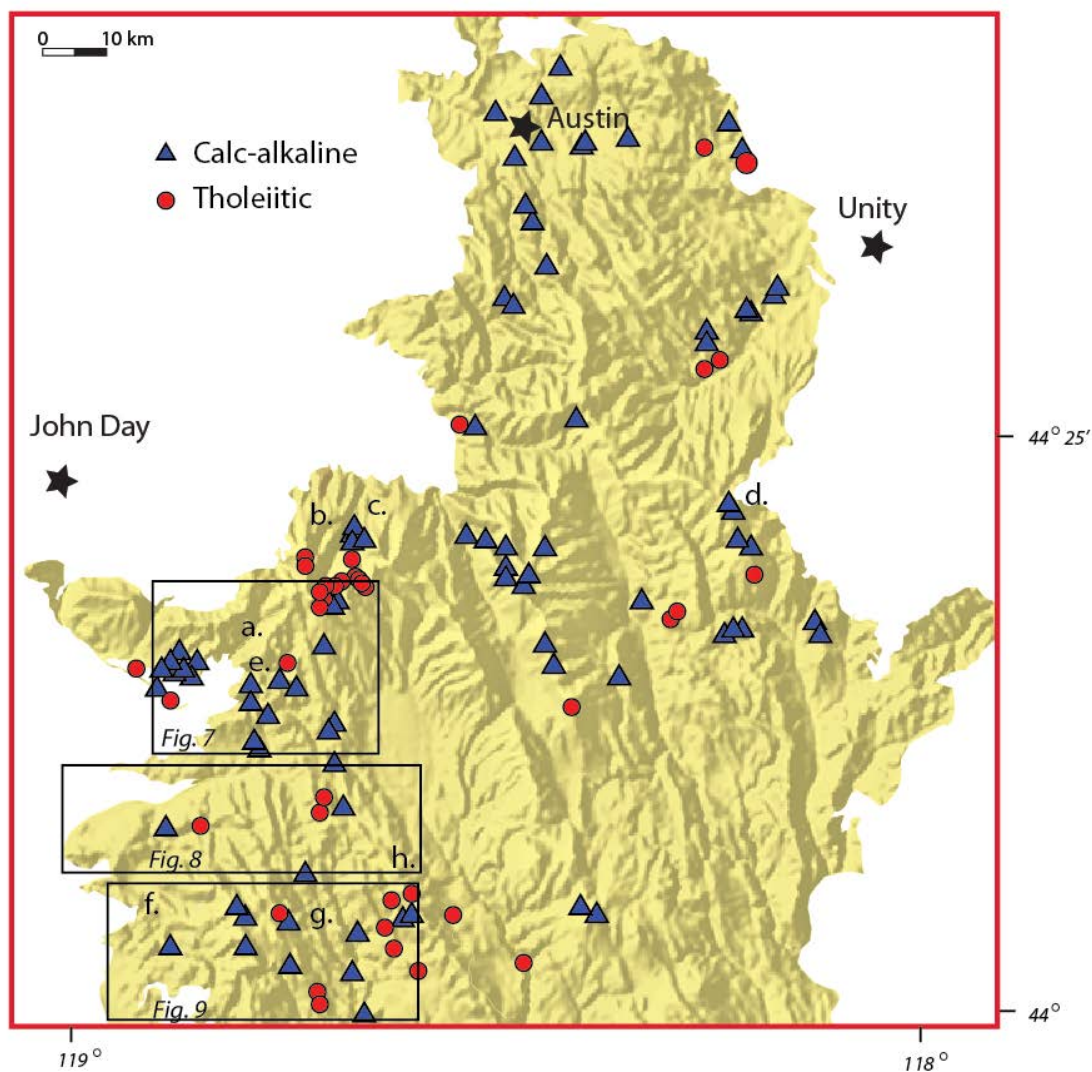 0 10 km
Austin
Calc-alkaline
Tholeiitic
Unity
John Day
44° 25'
d.
b.
c.
a.
e.
Fig. 7
h.
Fig. 8
f.
g.
Fig. 9
44°
119°
118°